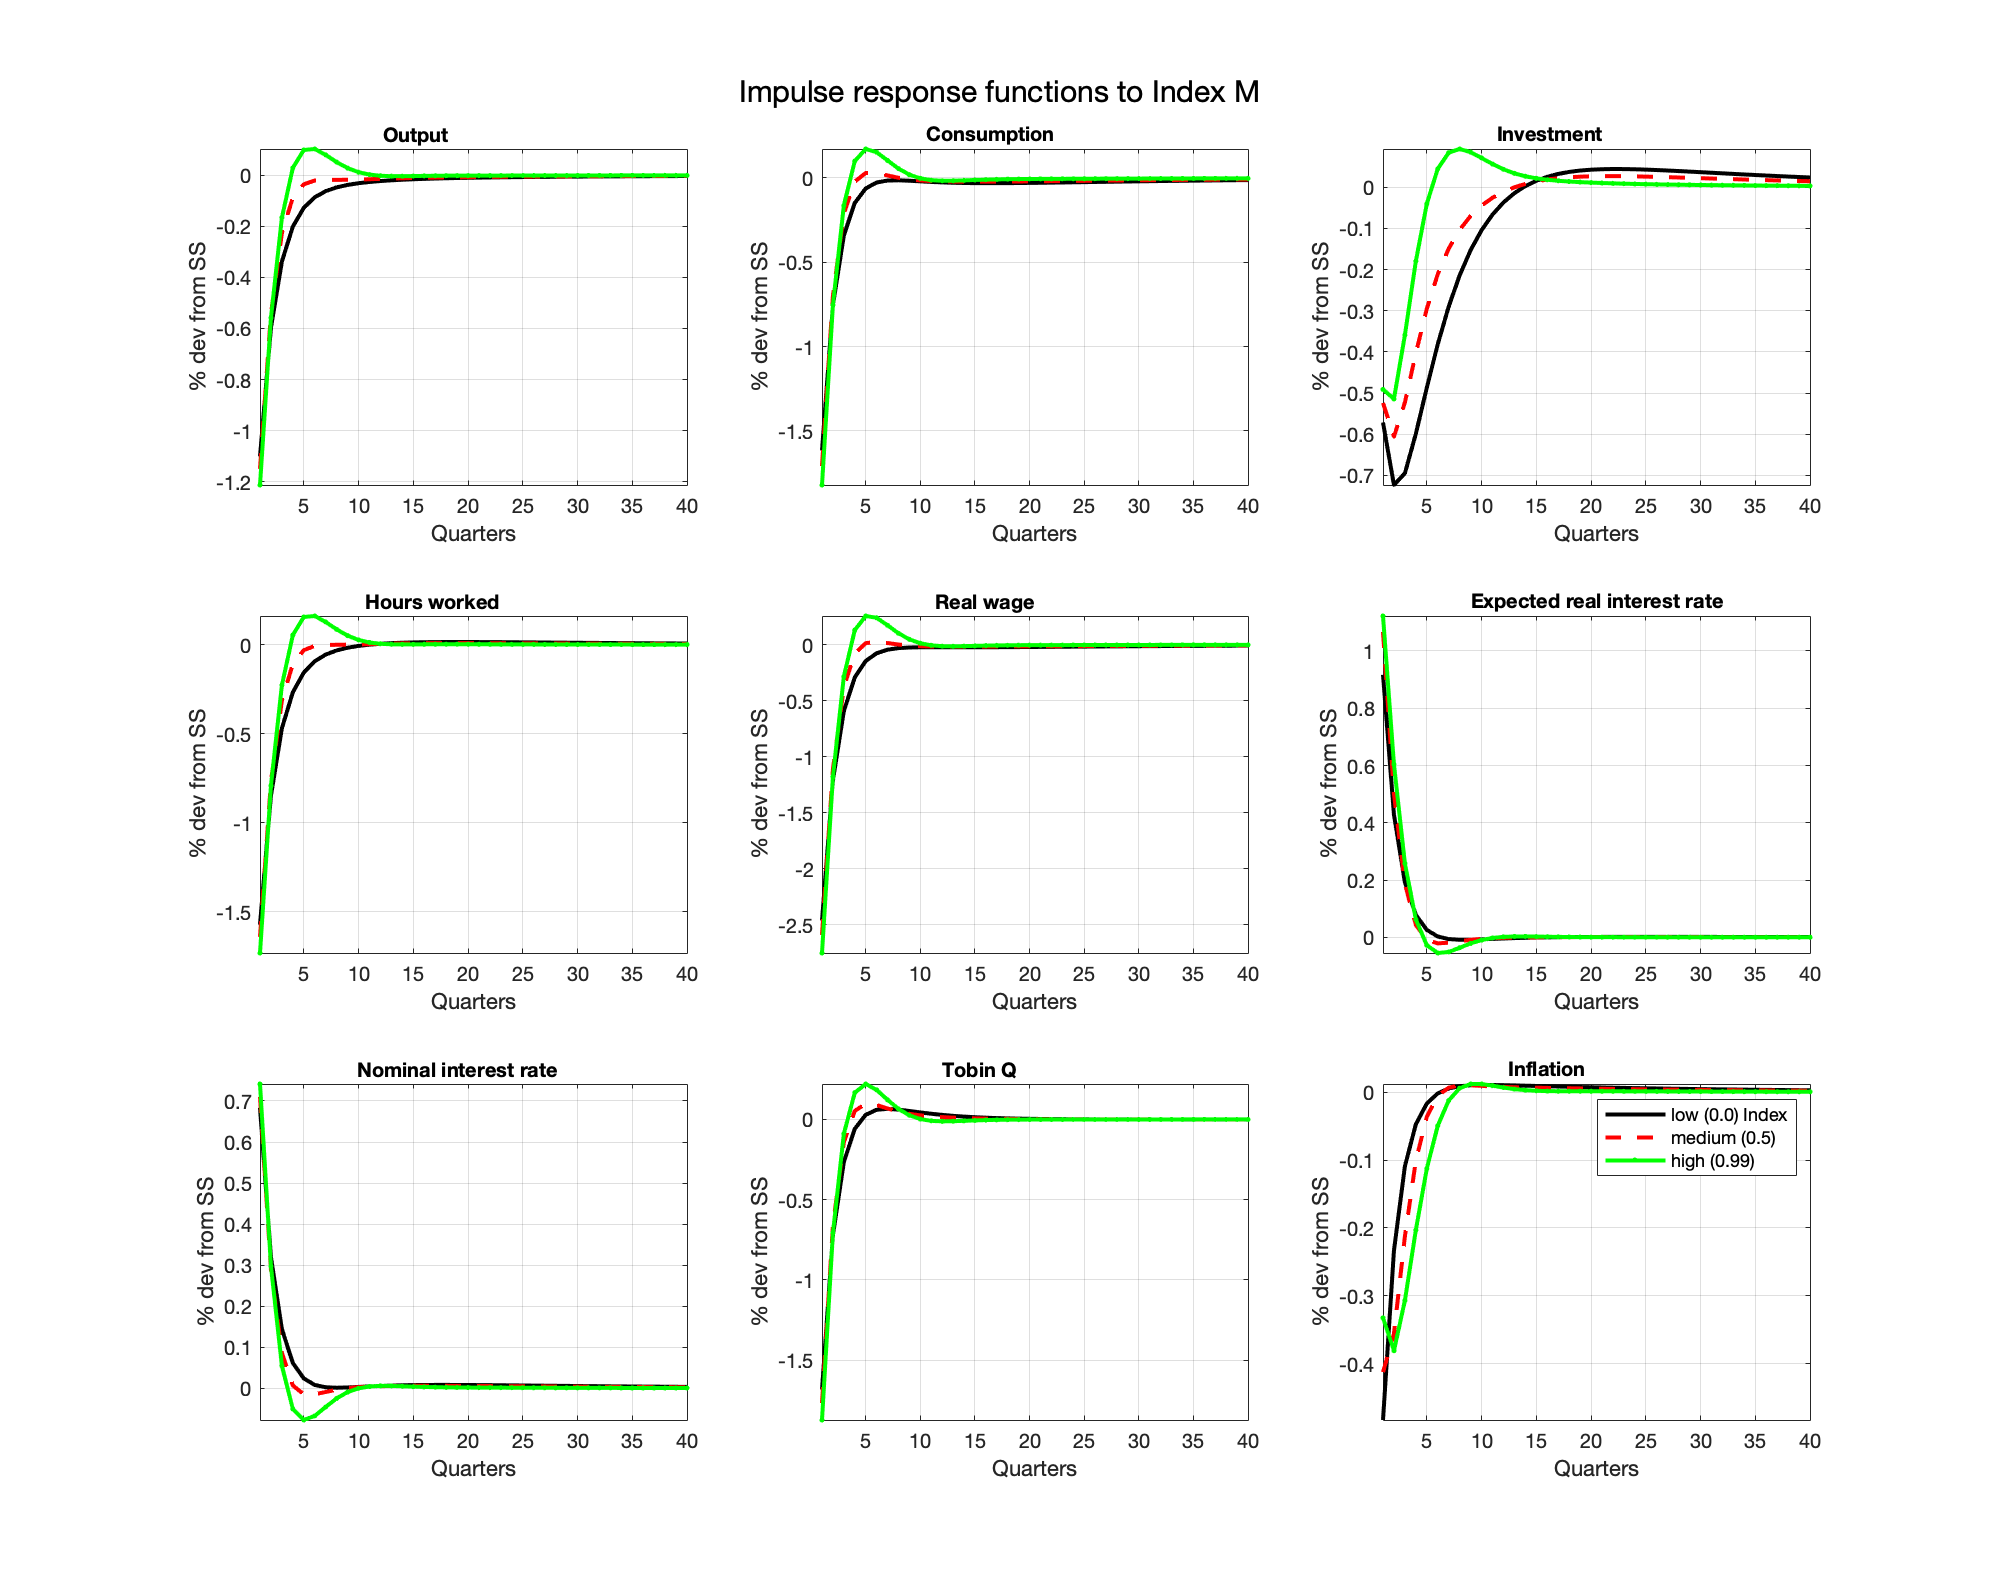 Impulse response functions to Index M
Output
% dev from SS
0
-0.2
-0.4
-0.6
-0.8
-1
-1.2
5 10 15 20 25 30 35 40
Quarters
Consumption
% dev from SS
0
-0.5
-1
-1.5
5 10 15 20 25 30 35 40
Quarters
Investment
% dev from SS
0
-0.1
-0.2
-0.3
-0.4
-0.5
-0.6
-0.7
5 10 15 20 25 30 35 40
Quarters
Hours worked
% dev from SS
0
-0.5
-1
-1.5
5 10 15 20 25 30 35 40
Quarters
Real wage
% dev from SS
0
-0.5
-1
-1.5
-2
-2.5
5 10 15 20 25 30 35 40
Quarters
Expected real interest rate
% dev from SS
1
0.8
0.6
0.4
0.2
0
5 10 15 20 25 30 35 40
Quarters
Nominal interest rate
% dev from SS
0.7
0.6
0.5
0.4
0.3
0.2
0.1
0
5 10 15 20 25 30 35 40
Quarters
Tobin Q
% dev from SS
0
-0.5
-1
-1.5
5 10 15 20 25 30 35 40
Quarters
Inflation
% dev from SS
0
-0.1
-0.2
-0.3
-0.4
low (0.0) Index
medium (0.5)
high (0.99)
5 10 15 20 25 30 35 40
Quarters